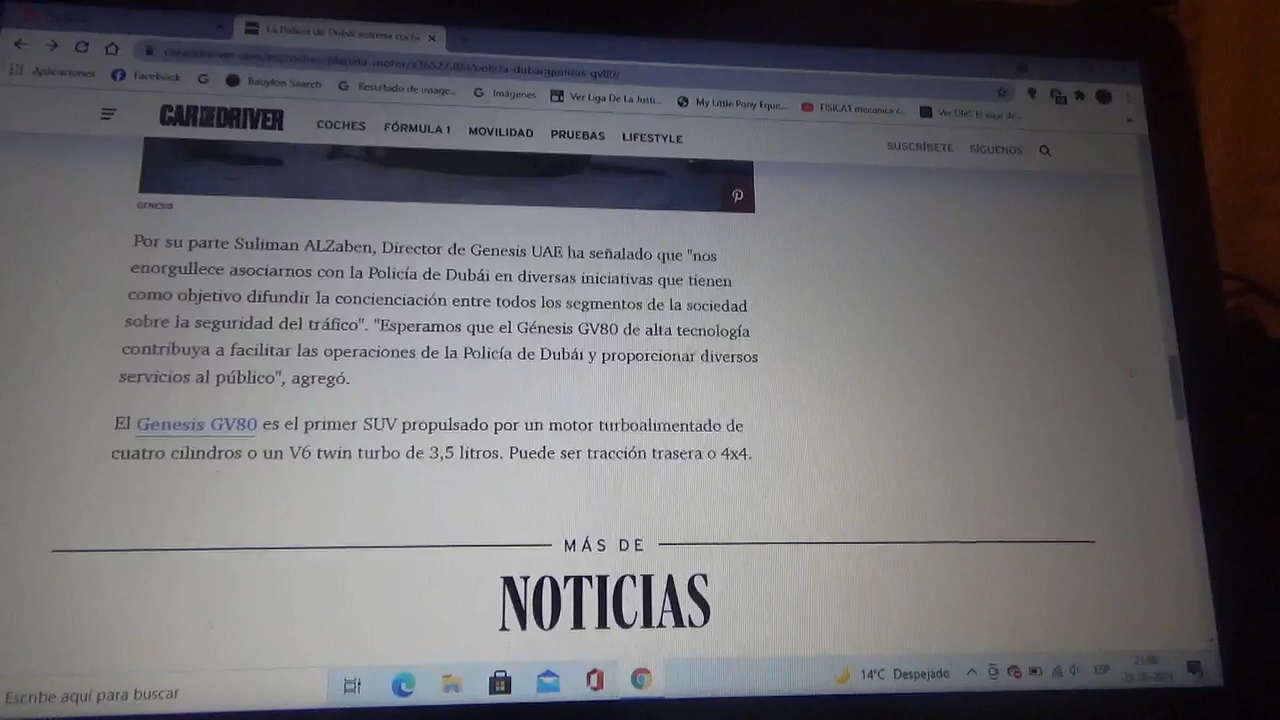 La Policía de Dubái estrena coche
Aplicaciones
Facebook
Babylon Search
Resultado de image...
Imágenes
Ver Liga De La Justi...
My Little Pony Eque...
FISICA1 mecanica c...
CAR AND DRIVER
COCHES
FÓRMULA 1
MOVILIDAD
PRUEBAS
LIFESTYLE
SUSCRÍBETE
SÍGUENOS
GENESIS
Por su parte Suliman ALZaben, Director de Genesis UAE ha señalado que "nos
enorgullece asociarnos con la Policía de Dubái en diversas iniciativas que tienen
como objetivo difundir la concienciación entre todos los segmentos de la sociedad
sobre la seguridad del tráfico". "Esperamos que el Génesis GV80 de alta tecnología
contribuya a facilitar las operaciones de la Policía de Dubái y proporcionar diversos
servicios al público", agregó.
El Genesis GV80 es el primer SUV propulsado por un motor turboalimentado de
cuatro cilindros o un V6 twin turbo de 3,5 litros. Puede ser tracción trasera o 4x4.
MÁS DE
NOTICIAS
Escribe aquí para buscar
14°C Despejado
ESP